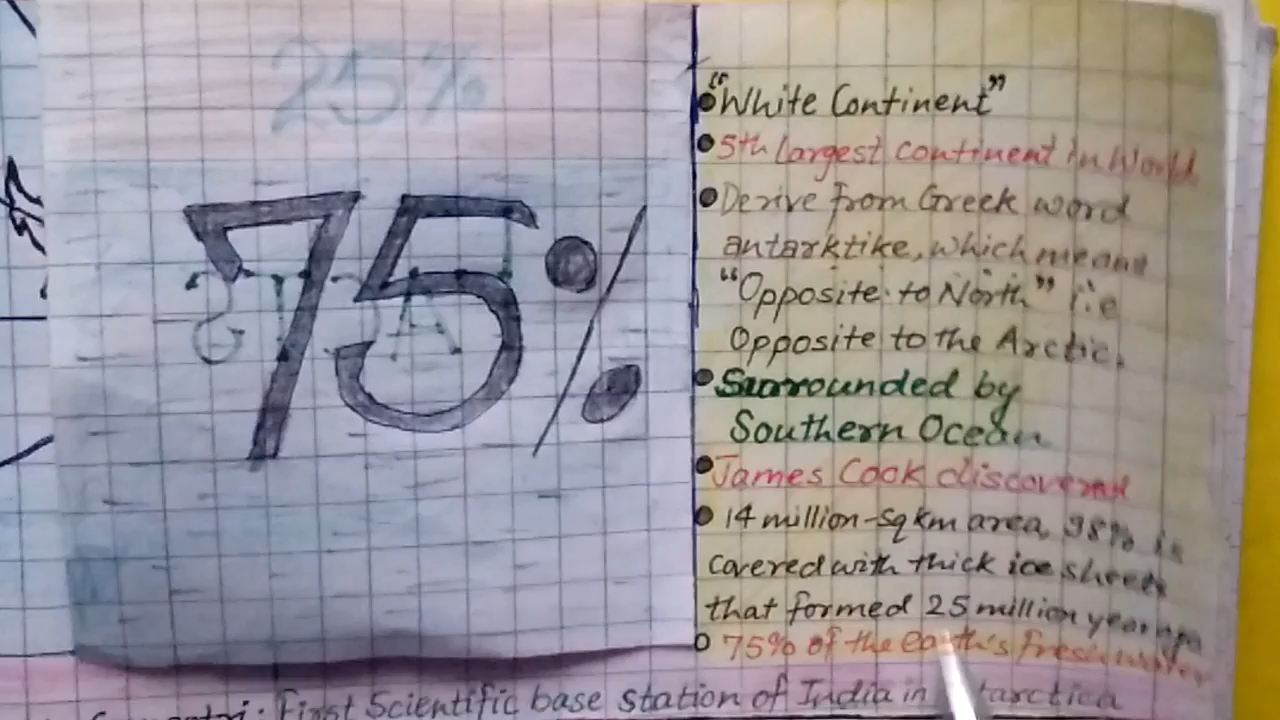 25%
75%
"White Continent"
5th Largest continent in World
Derive from Greek word
antarktike, which means
"Opposite to North" i.e
Opposite to the Arctic.
Surrounded by
Southern Ocean
James Cook discovered
14 million-sq km area, 98% is
covered with thick ice sheets
that formed 25 million years ago
75% of the earth's fresh water
First Scientific base station of India in